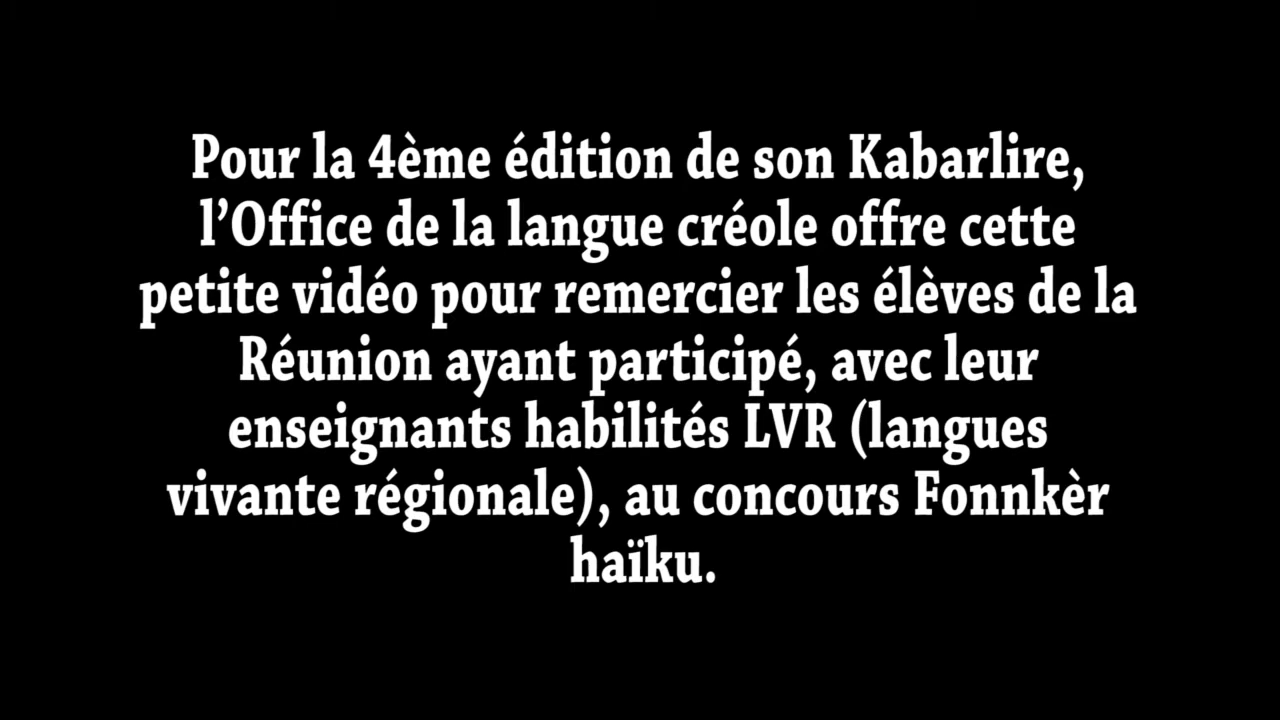 Pour la 4ème édition de son Kabarlire,
l’Office de la langue créole offre cette
petite vidéo pour remercier les élèves de la
Réunion ayant participé, avec leur
enseignants habilités LVR (langues
vivante régionale), au concours Fonnkèr
haïku.